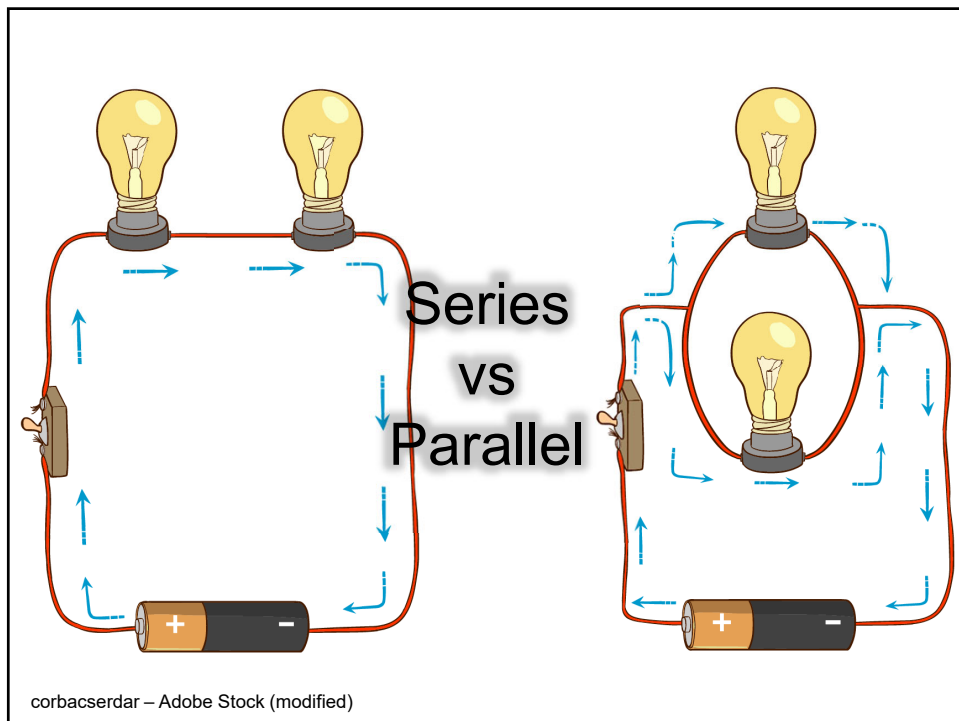 Series
vs
Parallel
+ −
+ −
corbacserdar – Adobe Stock (modified)